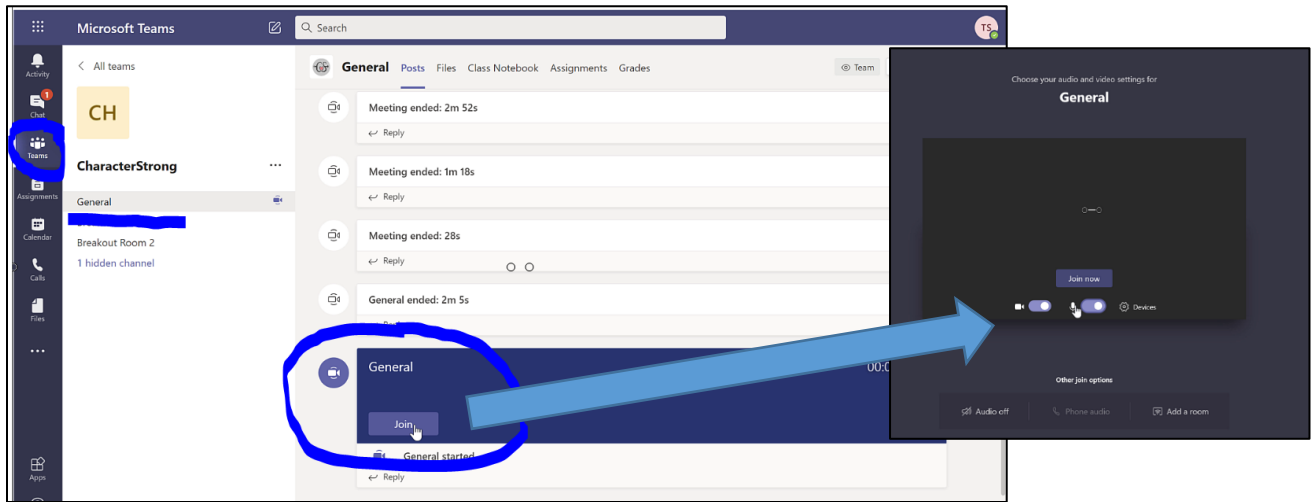 Microsoft Teams
Search
TS
Activity
Chat
1
Teams
Assignments
Calendar
Calls
Files
Apps
All teams
CH
CharacterStrong
General
Breakout Room 2
1 hidden channel
General Posts Files Class Notebook Assignments Grades
Team
Meeting ended: 2m 52s
Reply
Meeting ended: 1m 18s
Reply
Meeting ended: 28s
Reply
General ended: 2m 5s
General
00:0
Join
General started
Reply
Choose your audio and video settings for
General
Join now
Devices
Other join options
Audio off
Phone audio
Add a room